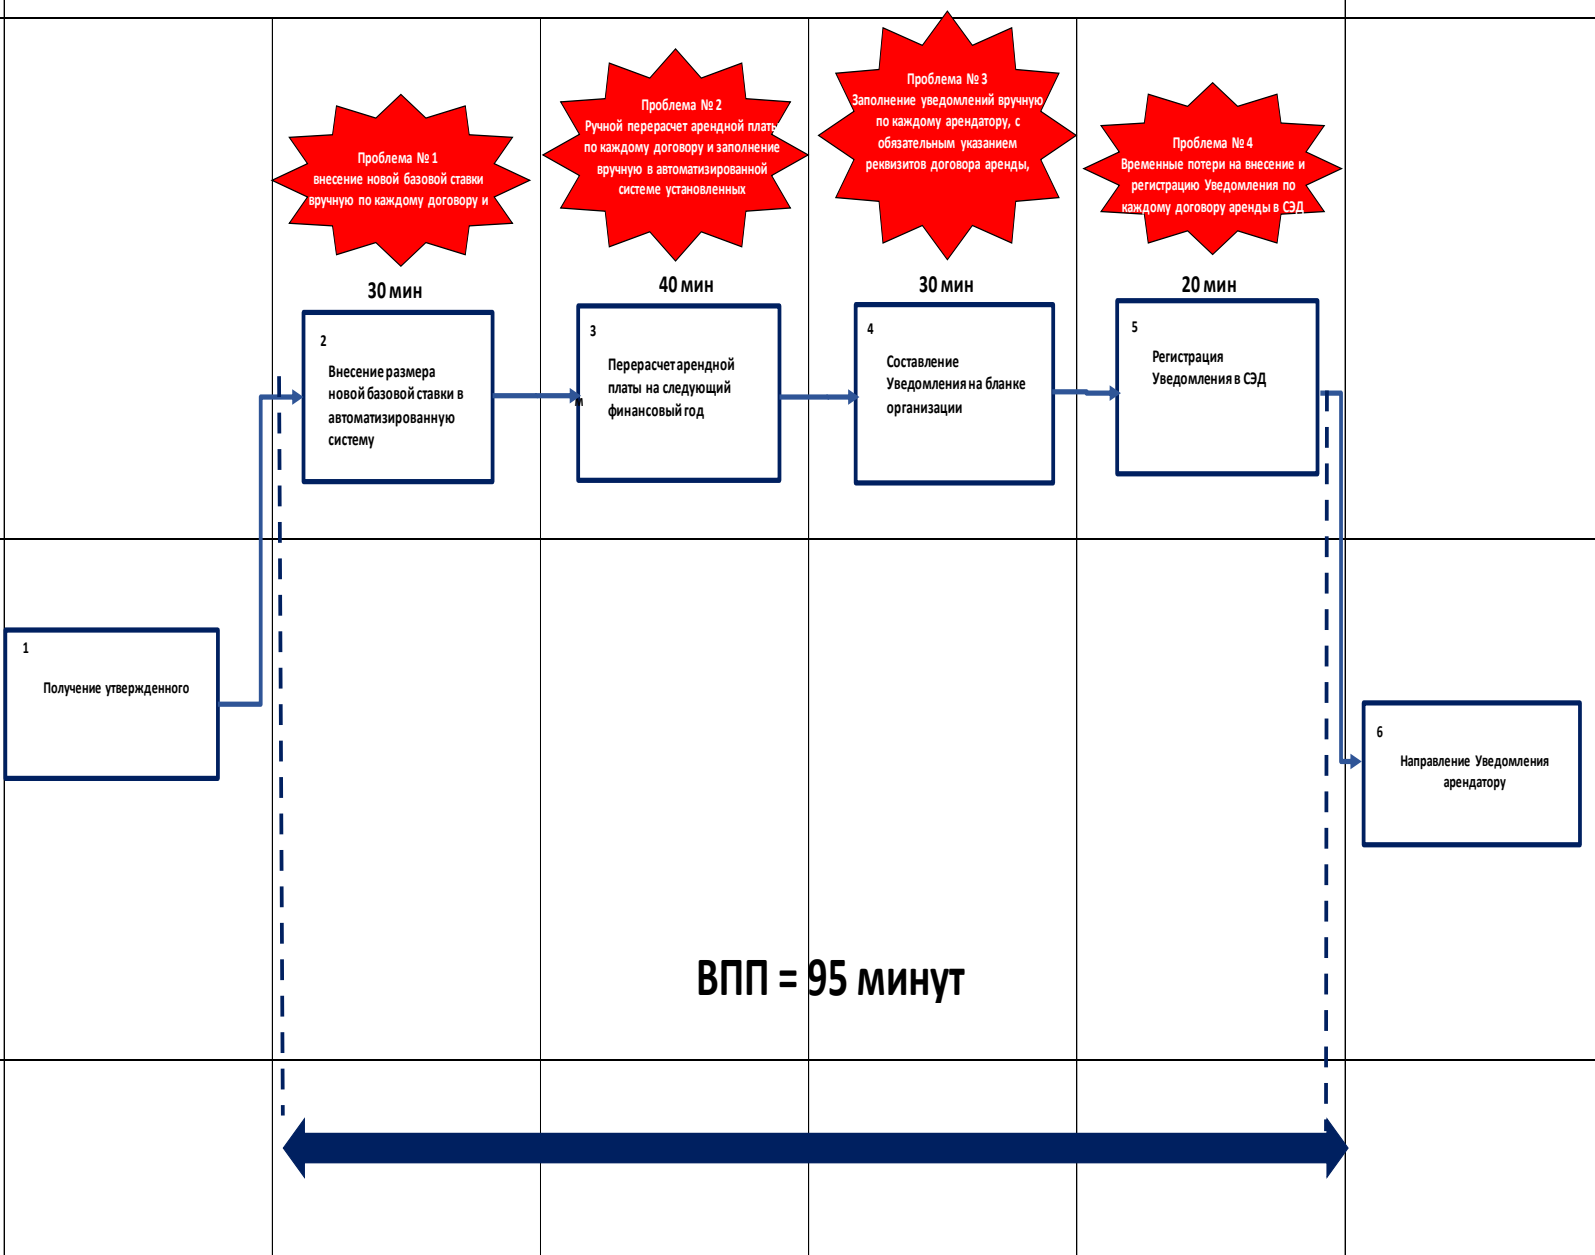 Проблема № 1
внесение новой базовой ставки
вручную по каждому договору и
Проблема № 2
Ручной перерасчет арендной платы
по каждому договору и заполнение
вручную в автоматизированной
системе установленных
Проблема № 3
Заполнение уведомлений вручную
по каждому арендатору, с
обязательным указанием
реквизитов договора аренды,
Проблема № 4
Временные потери на внесение и
регистрацию Уведомления по
каждому договору аренды в СЭД
30 мин
40 мин
30 мин
20 мин
2
Внесение размера
новой базовой ставки в
автоматизированную
систему
3
Перерасчет арендной
платы на следующий
финансовый год
м
4
Составление
Уведомления на бланке
организации
5
Регистрация
Уведомления в СЭД
1
Получение утвержденного
6
Направление Уведомления
арендатору
ВПП = 95 минут